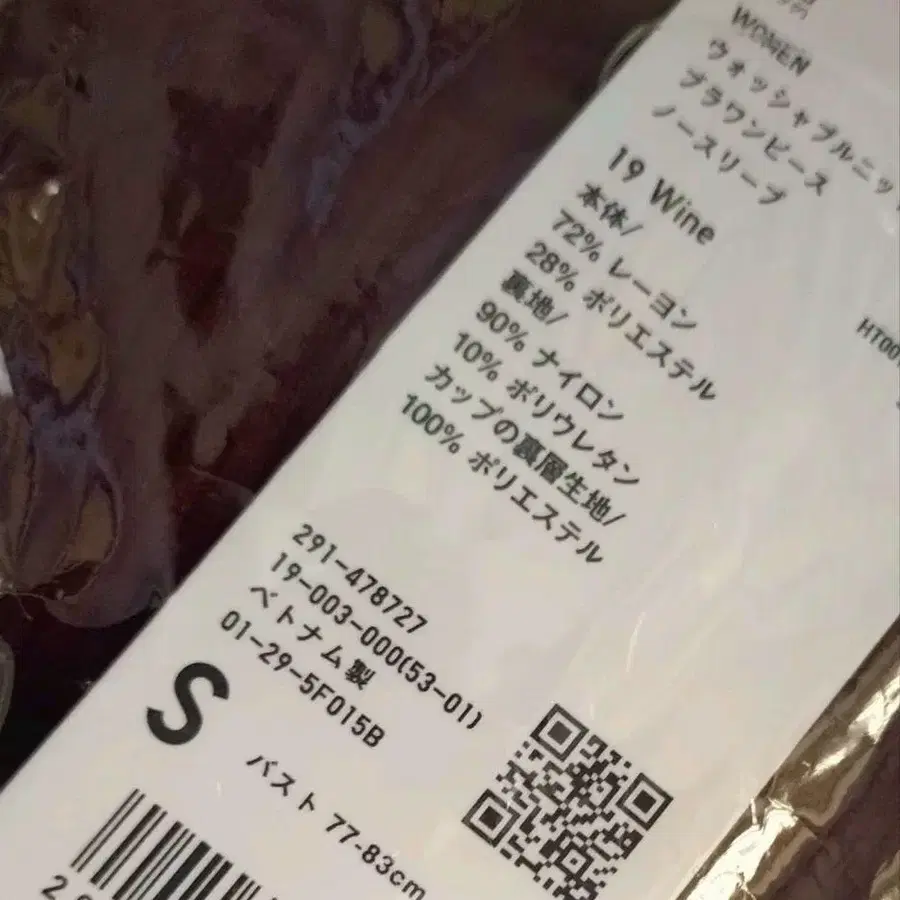 WOMEN
ウォッシャブルニッ
ブラワンピース
ノースリーブ
19 Wine
本体/
72% レーヨン
28% ポリエステル
裏地/
90% ナイロン
10% ポリウレタン
カップの裏層生地/
100% ポリエステル
HT00
291-478727
19-003-000(53-01)
ベトナム製
01-29-5F015B
S
バスト 77-83cm
2